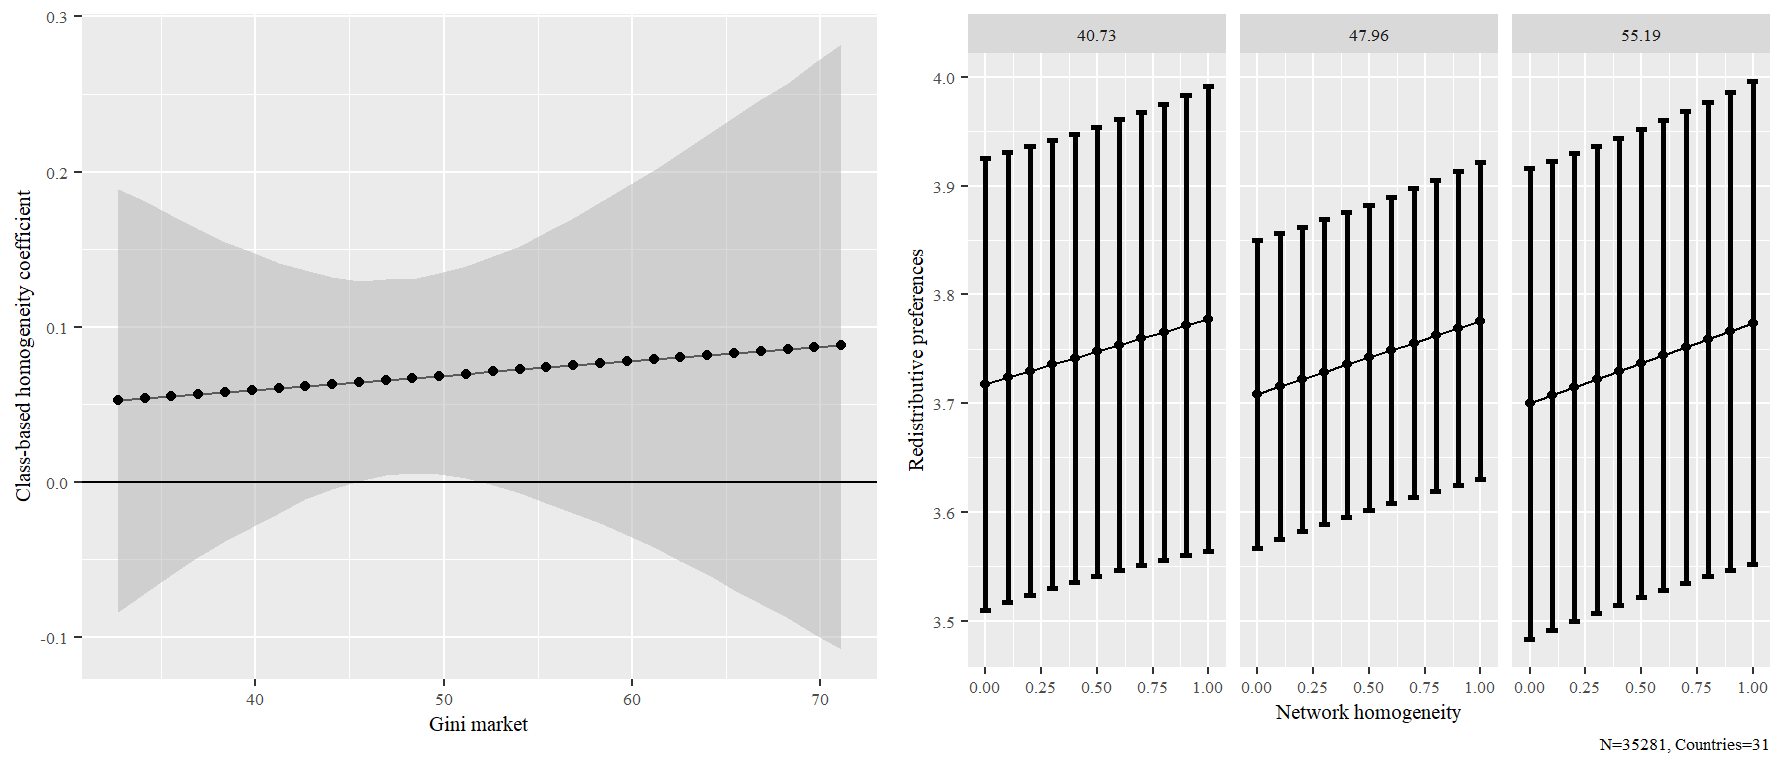 Class-based homogeneity coefficient
0.3
0.2
0.1
0.0
-0.1
40 50 60 70
Gini market
Redistributive preferences
40.73 47.96 55.19
4.0
3.9
3.8
3.7
3.6
3.5
0.00 0.25 0.50 0.75 1.00 0.00 0.25 0.50 0.75 1.00 0.00 0.25 0.50 0.75 1.00
Network homogeneity
N=35281, Countries=31